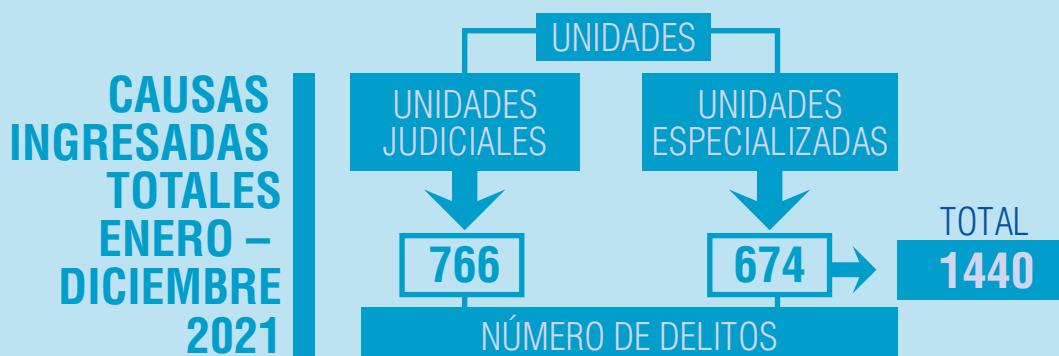 CAUSAS
INGRESADAS
TOTALES
ENERO –
DICIEMBRE
2021
UNIDADES
UNIDADES
JUDICIALES
UNIDADES
ESPECIALIZADAS
766
674
TOTAL
1440
NÚMERO DE DELITOS